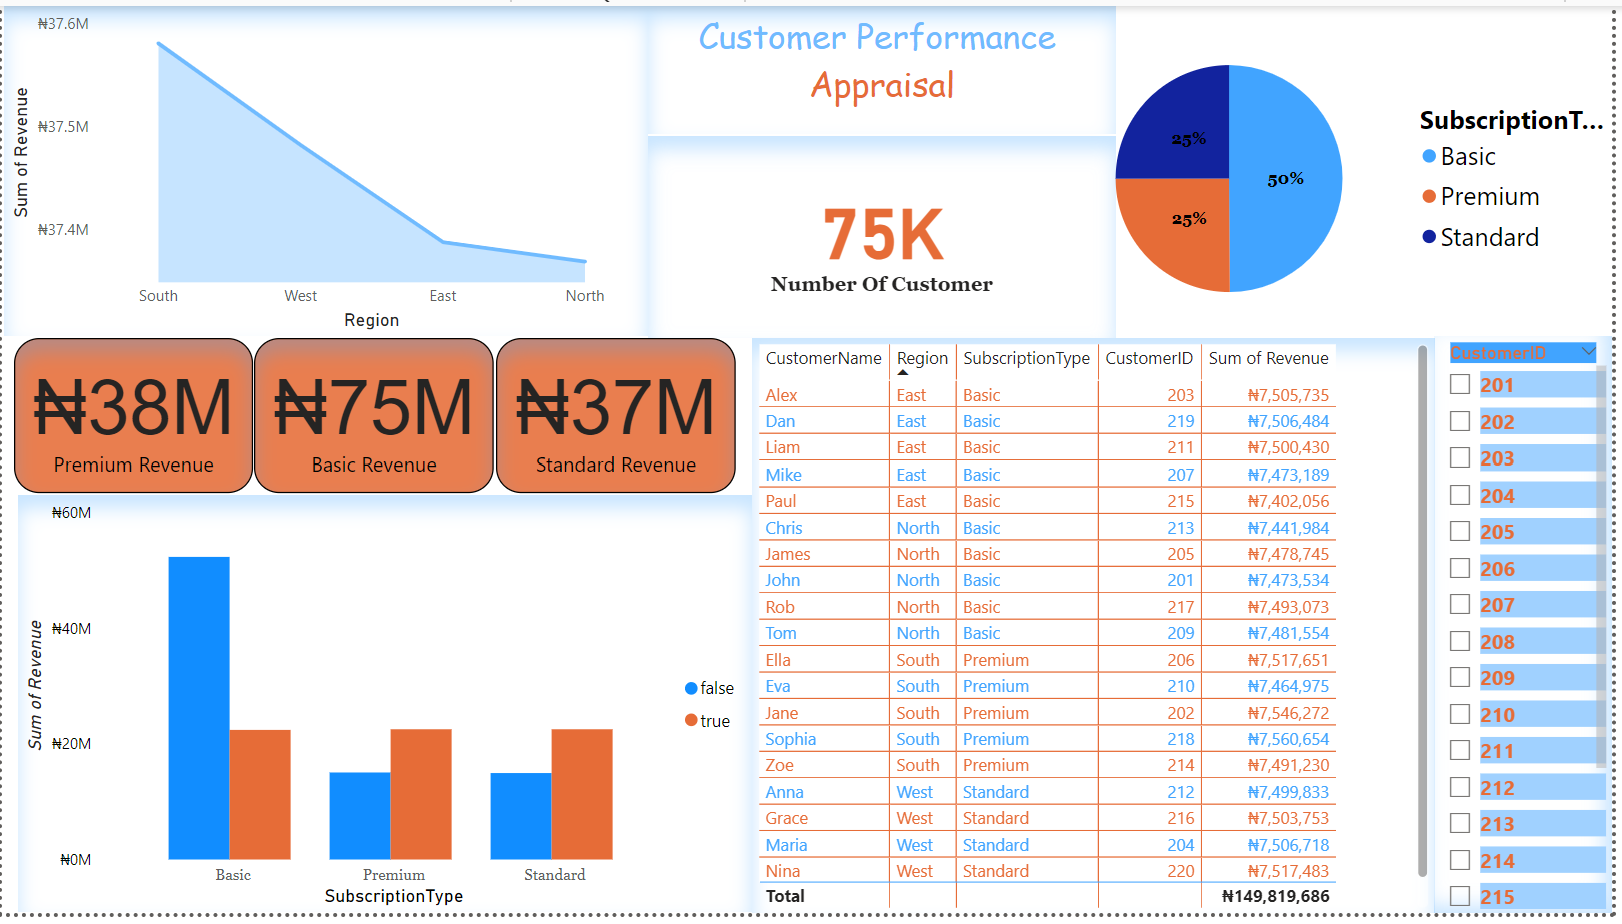 ₦37.6M
₦37.5M
₦37.4M
Sum of Revenue
South West East North
Region
Customer Performance
Appraisal
75K
Number Of Customer
25%
50%
25%
SubscriptionT...
Basic
Premium
Standard
₦38M
Premium Revenue
₦75M
Basic Revenue
₦37M
Standard Revenue
₦60M
₦40M
₦20M
₦0M
Sum of Revenue
Basic Premium Standard
SubscriptionType
false
true
CustomerName Region SubscriptionType CustomerID Sum of Revenue
Alex East Basic 203 ₦7,505,735
Dan East Basic 219 ₦7,506,484
Liam East Basic 211 ₦7,500,430
Mike East Basic 207 ₦7,473,189
Paul East Basic 215 ₦7,402,056
Chris North Basic 213 ₦7,441,984
James North Basic 205 ₦7,478,745
John North Basic 201 ₦7,473,534
Rob North Basic 217 ₦7,493,073
Tom North Basic 209 ₦7,481,554
Ella South Premium 206 ₦7,517,651
Eva South Premium 210 ₦7,464,975
Jane South Premium 202 ₦7,546,272
Sophia South Premium 218 ₦7,560,654
Zoe South Premium 214 ₦7,491,230
Anna West Standard 212 ₦7,499,833
Grace West Standard 216 ₦7,503,753
Maria West Standard 204 ₦7,506,718
Nina West Standard 220 ₦7,517,483
Total ₦149,819,686
CustomerID
201
202
203
204
205
206
207
208
209
210
211
212
213
214
215